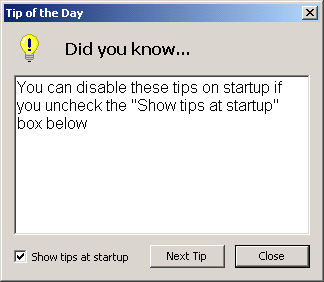 Tip of the Day
Did you know...
You can disable these tips on startup if
you uncheck the "Show tips at startup"
box below
Show tips at startup
Next Tip
Close